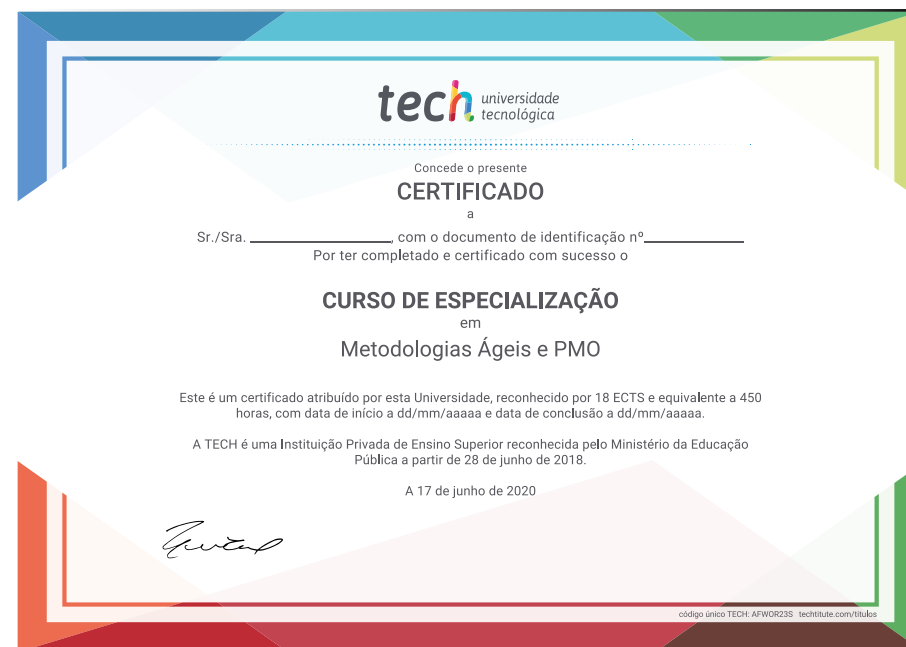 tech universidade
tecnológica
Concede o presente
CERTIFICADO
a
Sr./Sra. ____________________, com o documento de identificação nº______________
Por ter completado e certificado com sucesso o
CURSO DE ESPECIALIZAÇÃO
em
Metodologias Ágeis e PMO
Este é um certificado atribuído por esta Universidade, reconhecido por 18 ECTS e equivalente a 450
horas, com data de início a dd/mm/aaaaa e data de conclusão a dd/mm/aaaaa.
A TECH é uma Instituição Privada de Ensino Superior reconhecida pelo Ministério da Educação
Pública a partir de 28 de junho de 2018.
A 17 de junho de 2020
código único TECH: AFWOR23S techtitute.com/titulos